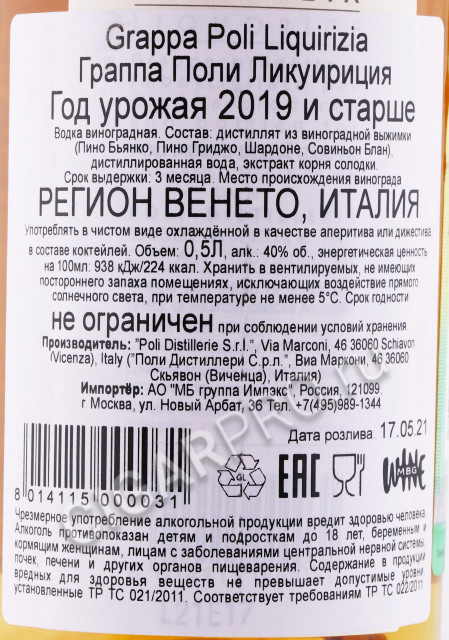 Grappa Poli Liquirizia
Граппа Поли Ликуириция
Год урожая 2019 и старше
Водка виноградная. Состав: дистиллят из виноградной выжимки
(Пино Бьянко, Пино Гриджо, Шардоне, Совиньон Блан),
дистиллированная вода, экстракт корня солодки.
Срок выдержки: 3 месяца. Место происхождения винограда
РЕГИОН ВЕНЕТО, ИТАЛИЯ
Употреблять в чистом виде охлаждённой в качестве аперитива или дижестива
в составе коктейлей. Объем: 0,5Л, алк.: 40% об., энергетическая ценность
на 100мл: 938 кДж/224 ккал. Хранить в вентилируемых, не имеющих
постороннего запаха помещениях, исключающих воздействие прямого
солнечного света, при температуре не менее 5°С. Срок годности
не ограничен при соблюдении условий хранения.
Производитель: "Poli Distillerie S.r.l.", Via Marconi, 46 36060 Schiavon
(Vicenza), Italy ("Поли Дистиллери С.р.л.", Виа Маркони, 46 36060
Скьявон (Виченца), Италия)
Импортёр: АО "МБ группа Импэкс", Россия, 121099
г Москва, ул. Новый Арбат, 36 Тел. +7(495)989-1344
Дата розлива: 17.05.21
GL
EAC
WINE
MBG
8 014115 000031
CIGARPRO.ru
Чрезмерное употребление алкогольной продукции вредит здоровью человека
Алкоголь противопоказан детям и подросткам до 18 лет, беременным и
кормящим женщинам, лицам с заболеваниями центральной нервной системы,
почек, печени и других органов пищеварения. Содержание в продукции
вредных для здоровья веществ не превышает допустимые уровни,
установленные ТР ТС 021/2011. Соответствует требованиям ТР ТС 022/2011
L21E17